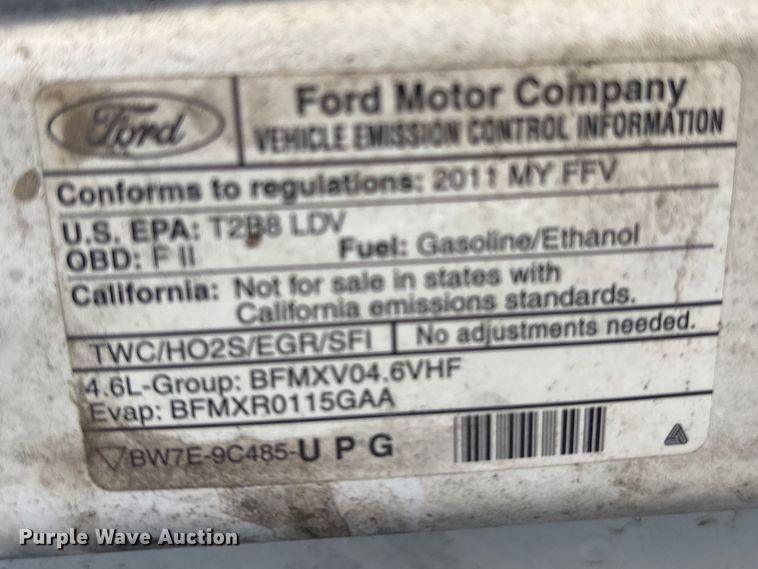 Ford
Ford Motor Company
VEHICLE EMISSION CONTROL INFORMATION
Conforms to regulations: 2011 MY FFV
U.S. EPA: T2B8 LDV
OBD: F II Fuel: Gasoline/Ethanol
California: Not for sale in states with
California emissions standards.
TWC/HO2S/EGR/SFI No adjustments needed.
4.6L-Group: BFMXV04.6VHF
Evap: BFMXR0115GAA
BW7E-9C485-U P G
Purple Wave Auction
purplewave.com